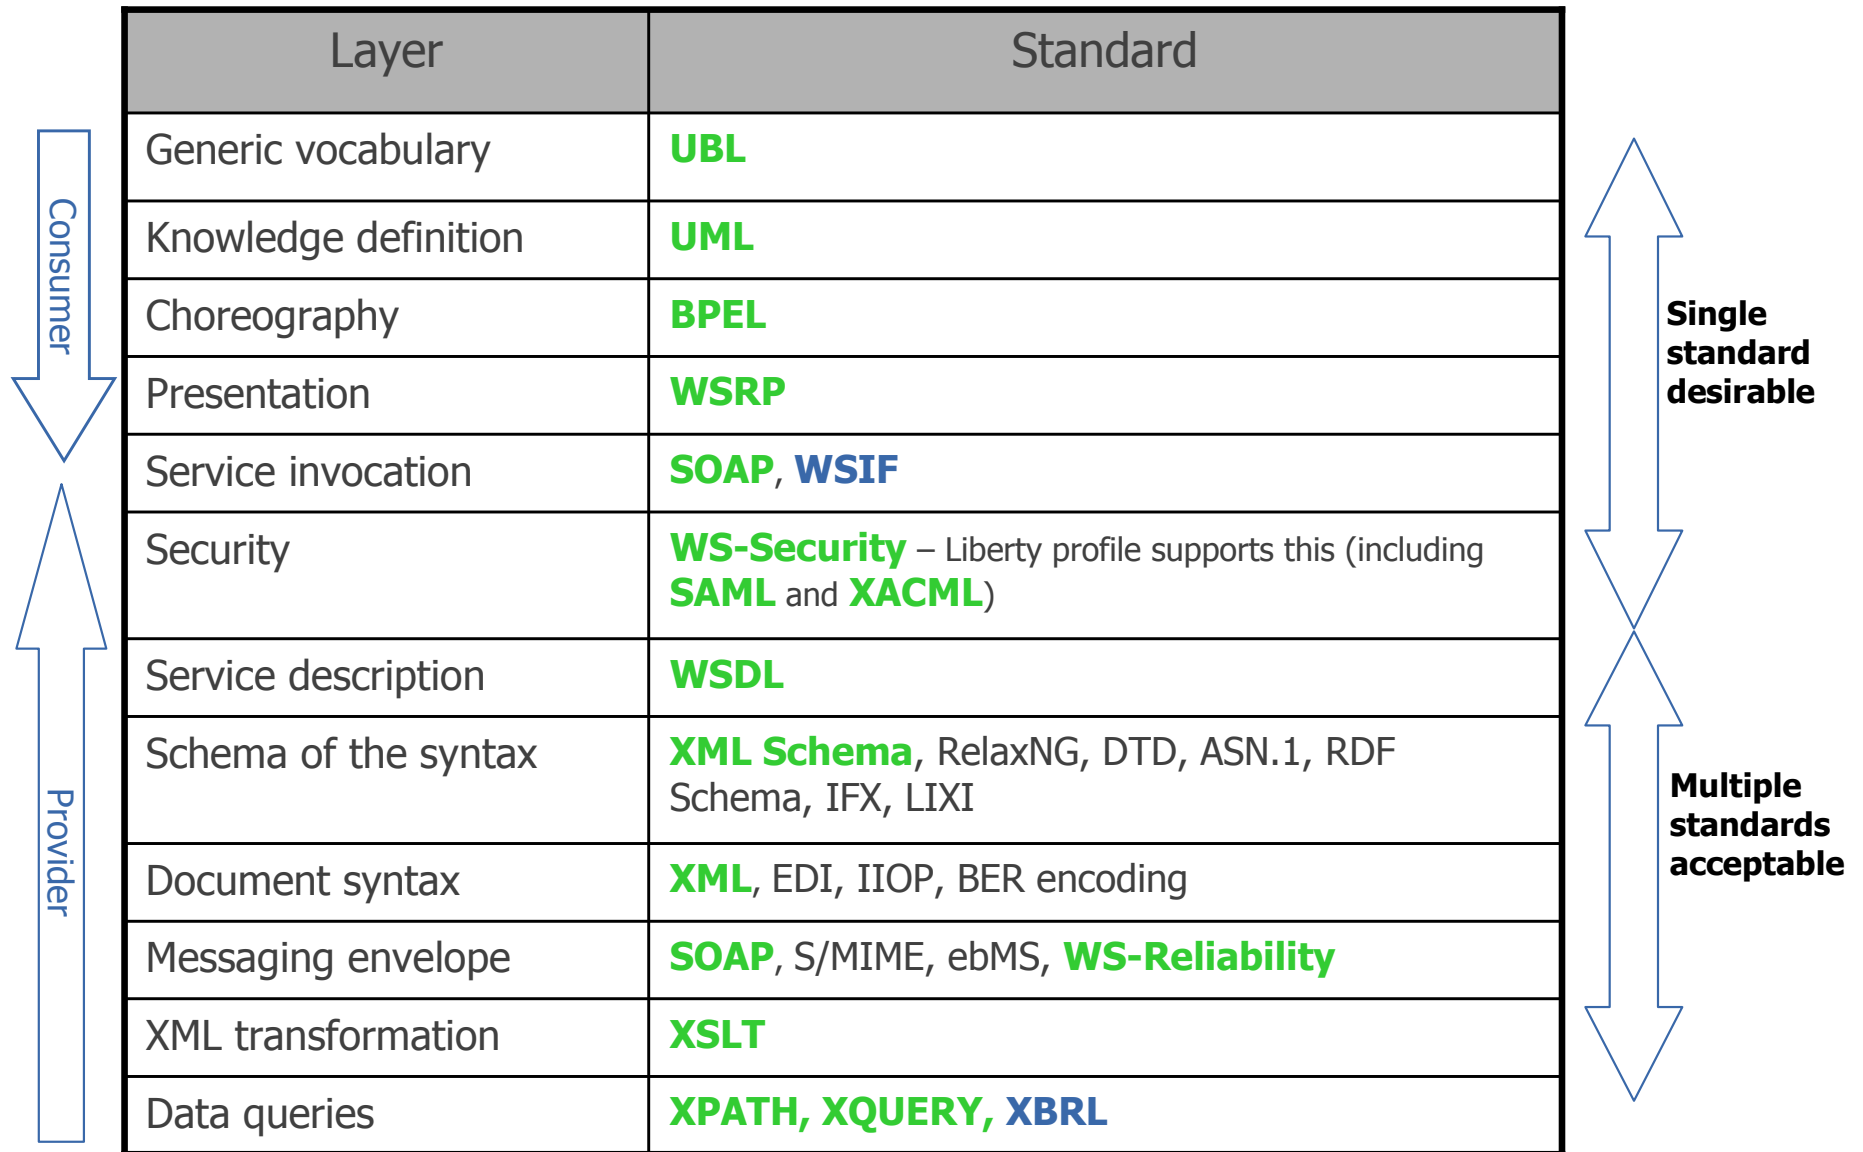 Layer Standard
Generic vocabulary UBL
Knowledge definition UML
Choreography BPEL
Presentation WSRP
Service invocation SOAP, WSIF
Security WS-Security – Liberty profile supports this (including
SAML and XACML)
Service description WSDL
Schema of the syntax XML Schema, RelaxNG, DTD, ASN.1, RDF
Schema, IFX, LIXI
Document syntax XML, EDI, IIOP, BER encoding
Messaging envelope SOAP, S/MIME, ebMS, WS-Reliability
XML transformation XSLT
Data queries XPATH, XQUERY, XBRL
Consumer
Provider
Single
standard
desirable
Multiple
standards
acceptable